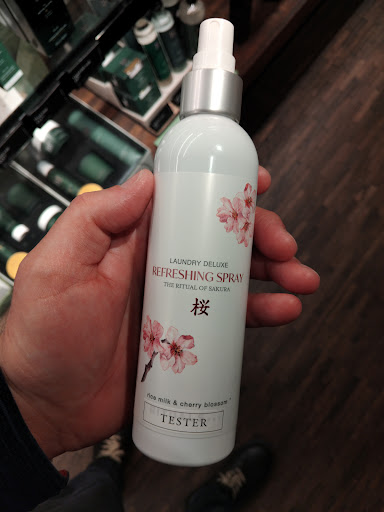 LAUNDRY DELUXE
REFRESHING SPRAY
THE RITUAL OF SAKURA
桜
rice milk & cherry blossom
TESTER